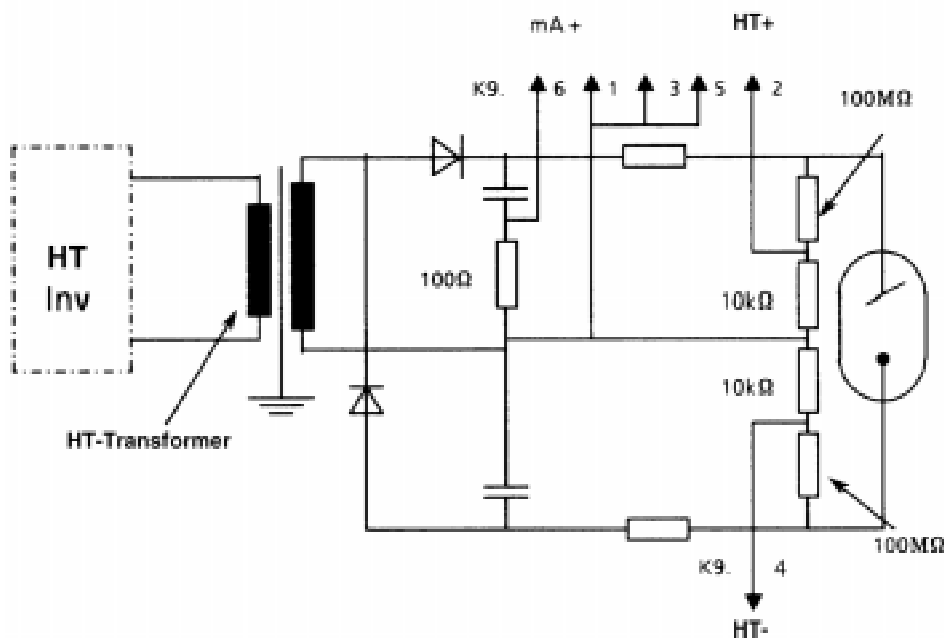 mA + HT+
K9. 6 1 3 5 2
100MΩ
HT
Inv
100Ω
10kΩ
10kΩ
HT-Transformer
100MΩ
K9. 4
HT-